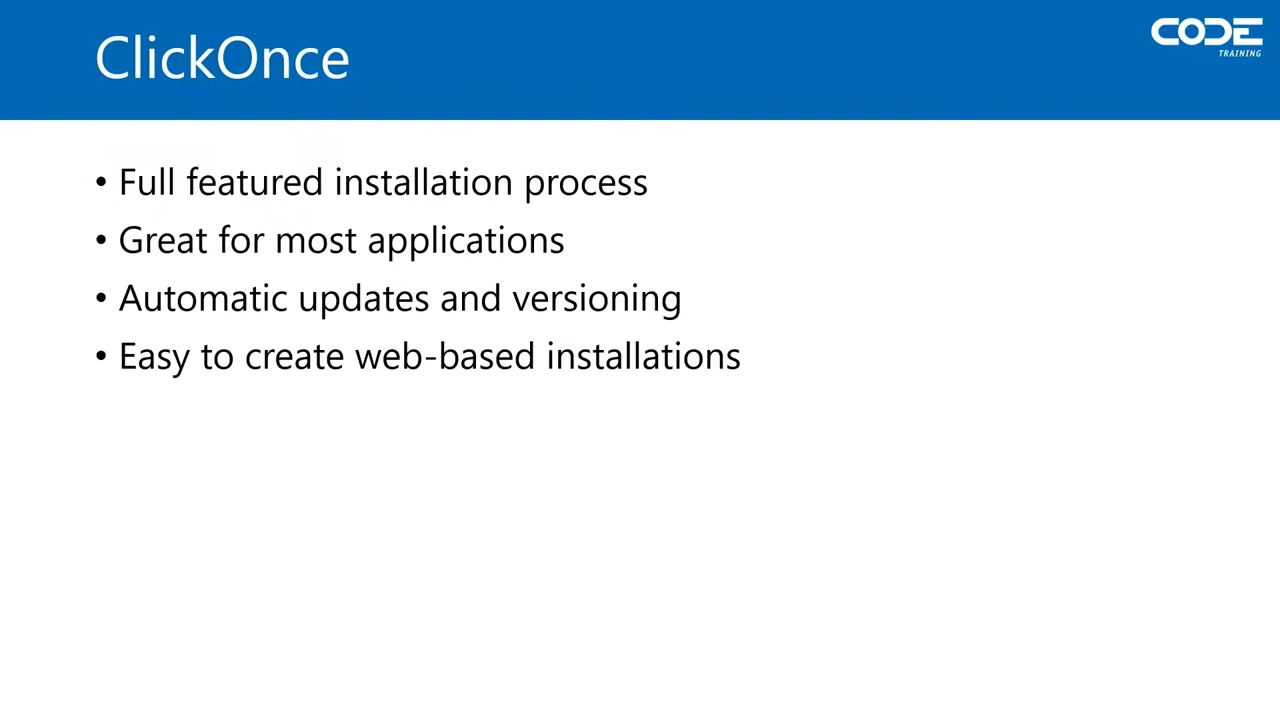 ClickOnce
CODE
TRAINING
• Full featured installation process
• Great for most applications
• Automatic updates and versioning
• Easy to create web-based installations